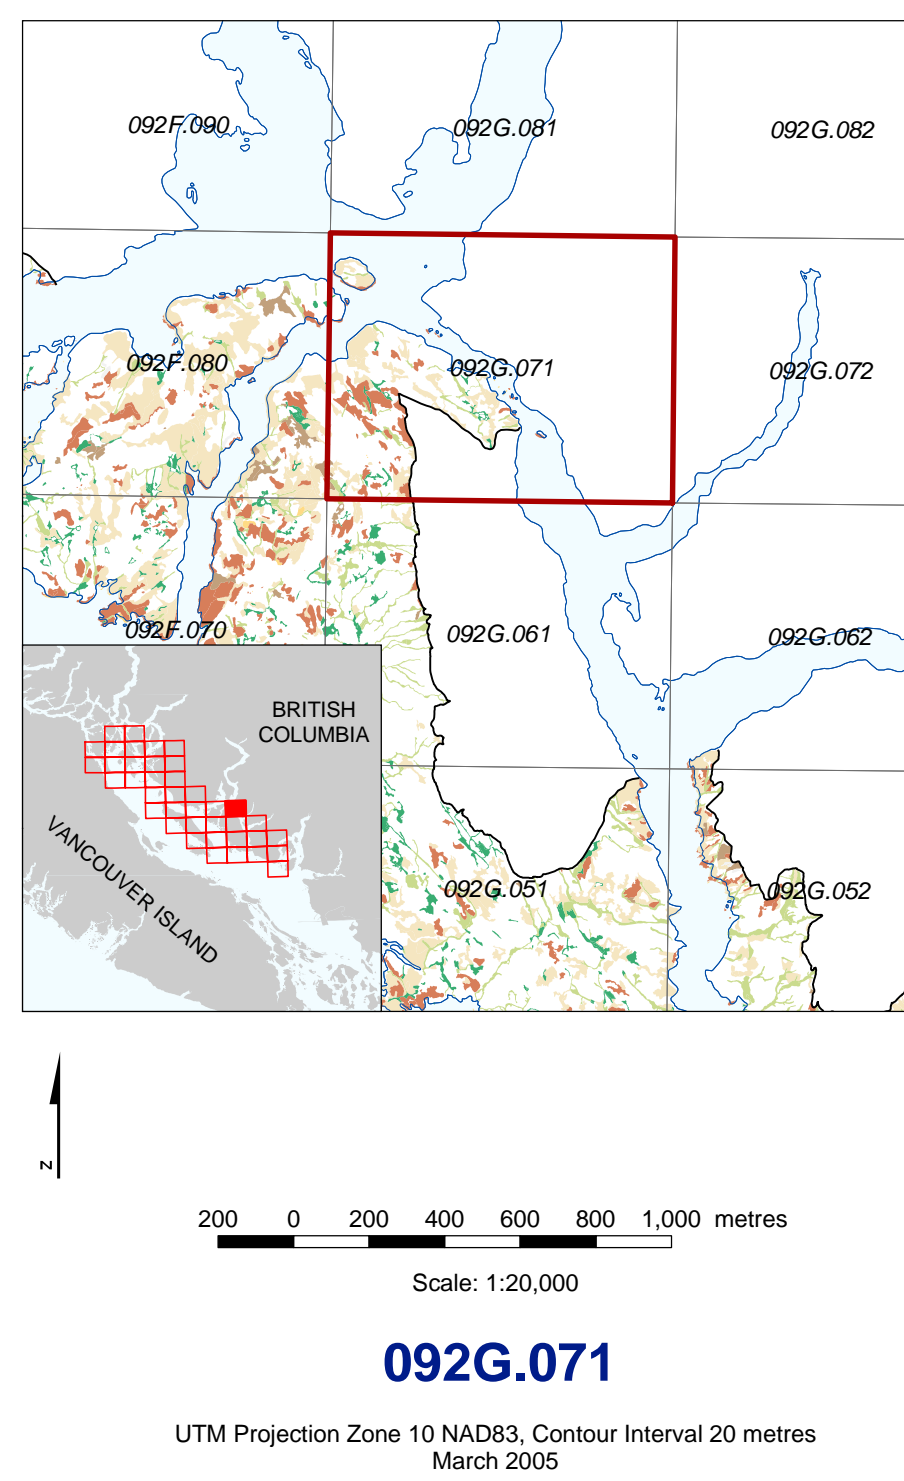 092F.090
092G.081
092G.082
092F.080
092G.071
092G.072
092F.070
092G.061
092G.062
BRITISH
COLUMBIA
VANCOUVER ISLAND
092G.051
092G.052
N
200 0 200 400 600 800 1,000 metres
Scale: 1:20,000
092G.071
UTM Projection Zone 10 NAD83, Contour Interval 20 metres
March 2005